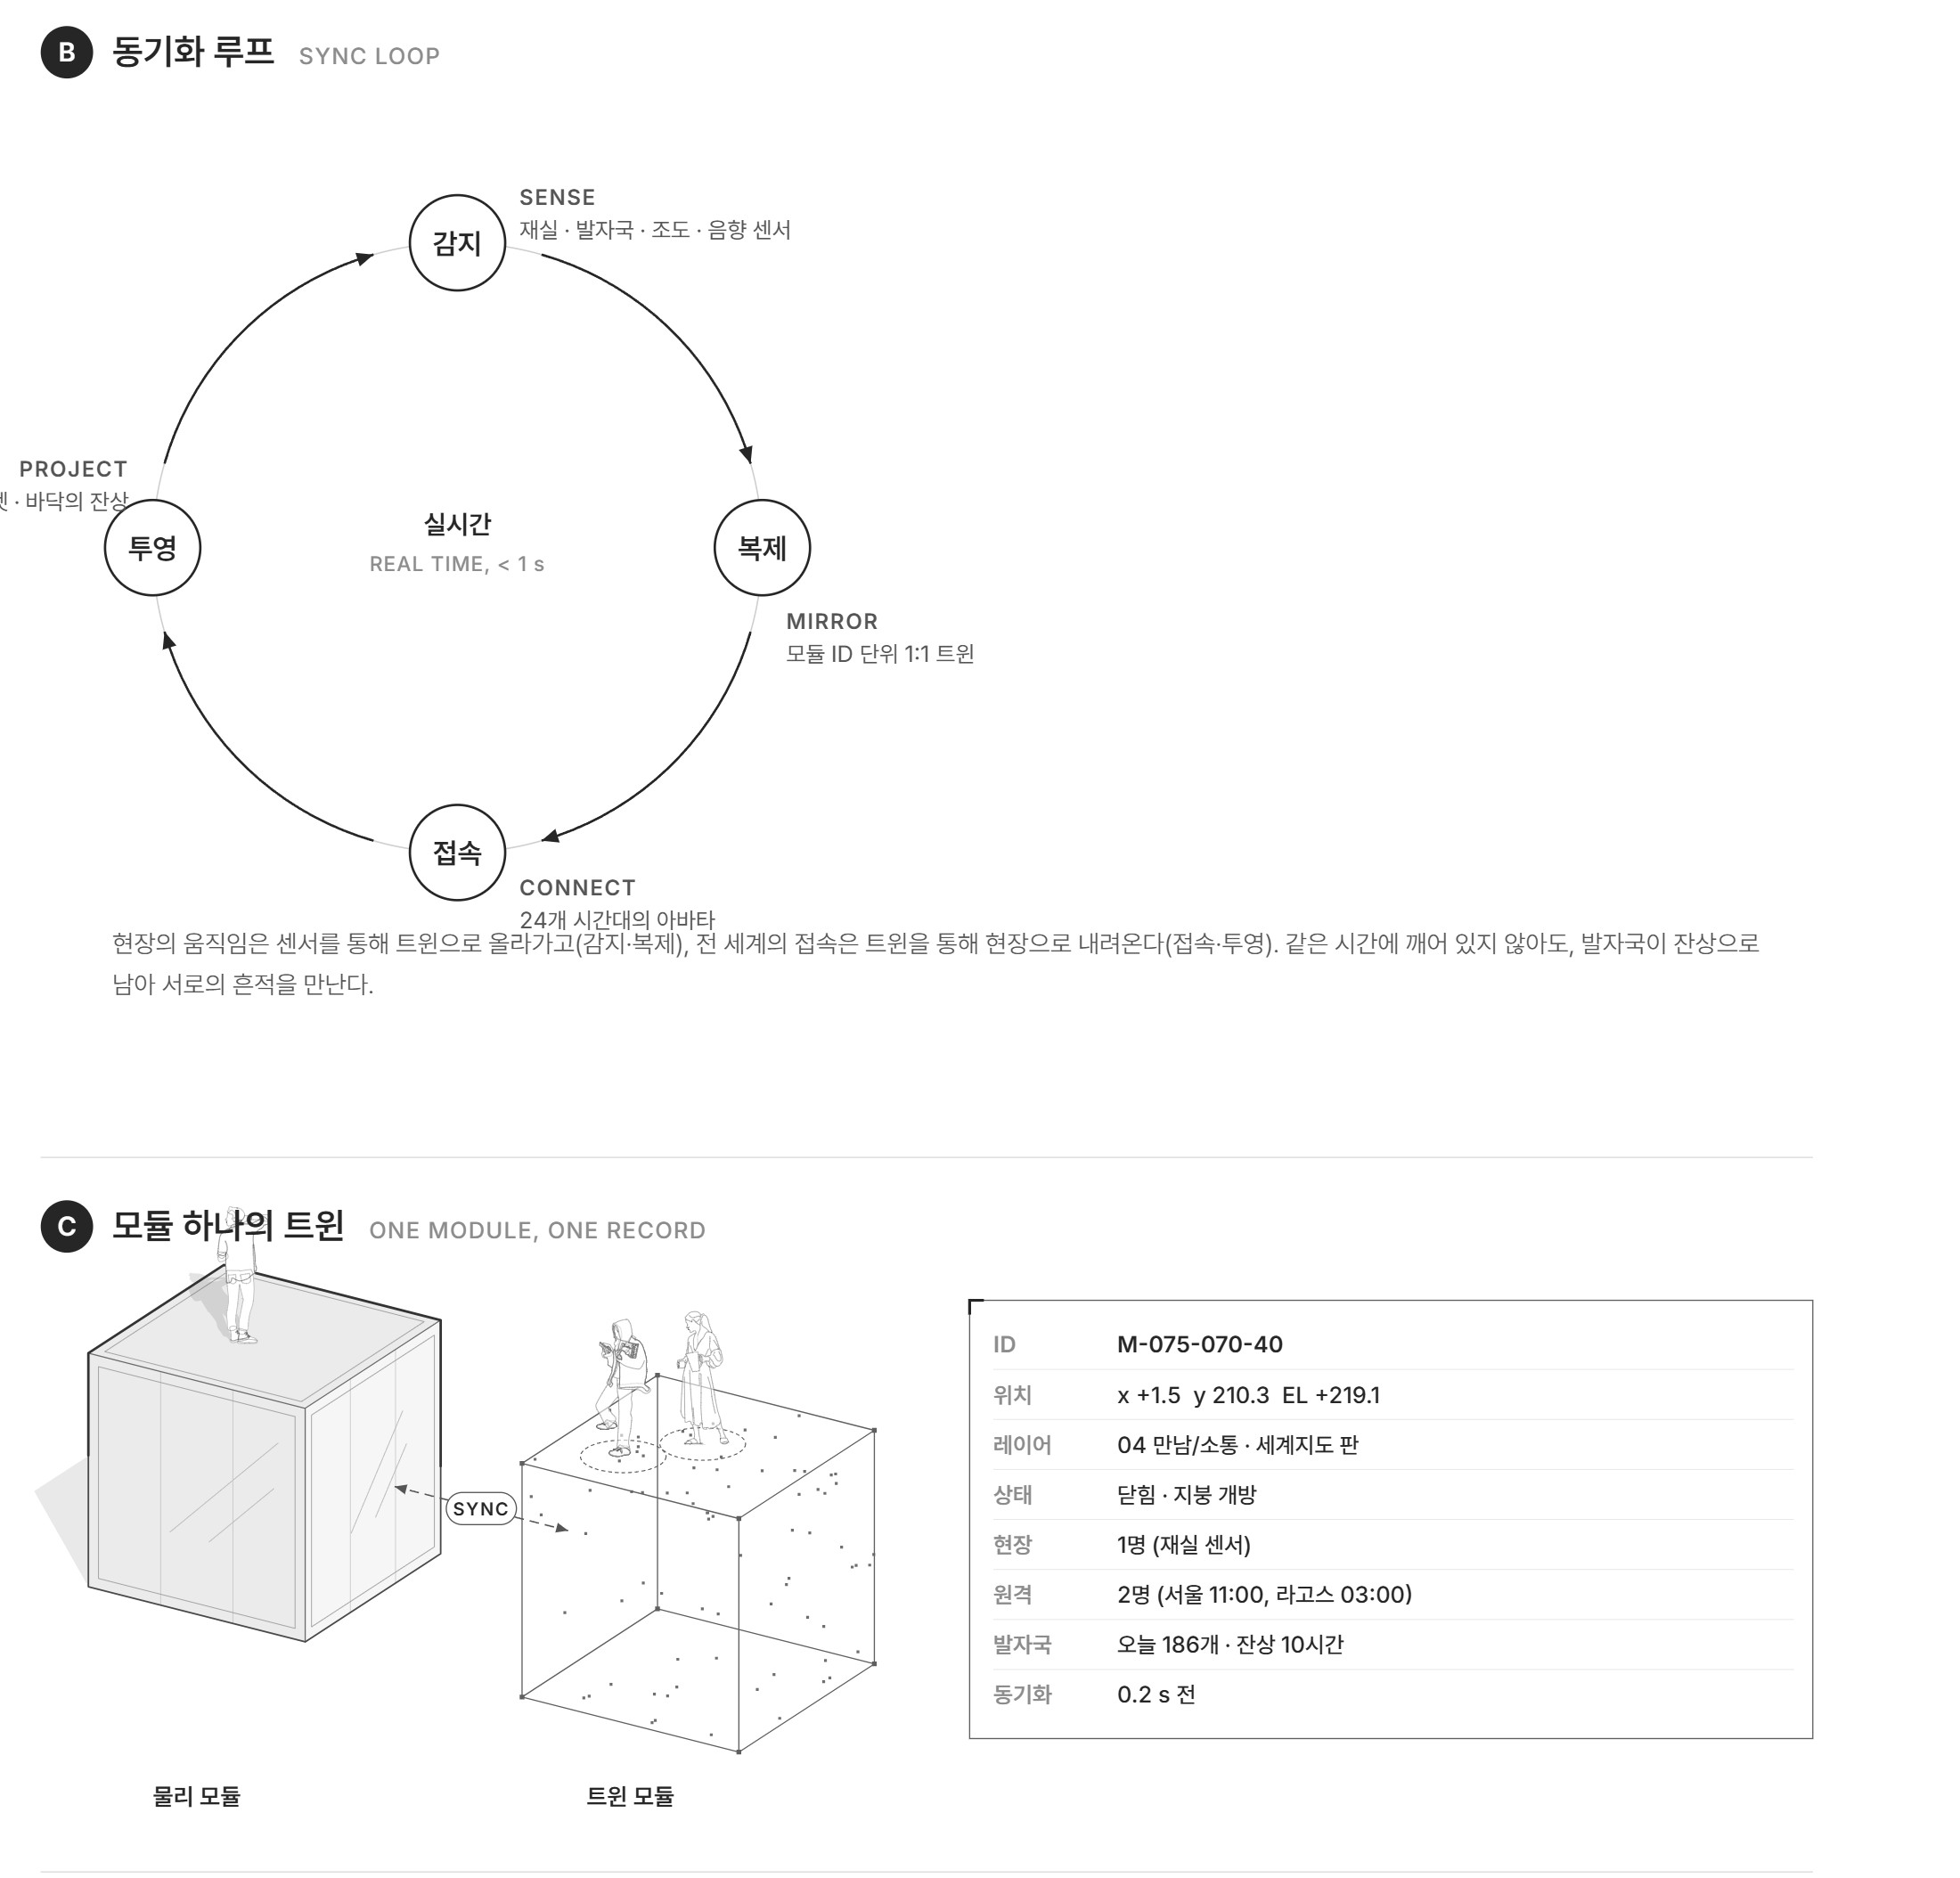 B 동기화 루프 SYNC LOOP
SENSE
재실 · 발자국 · 조도 · 음향 센서
감지
PROJECT
· 바닥의 잔상
투영
실시간
REAL TIME, < 1 s
복제
MIRROR
모듈 ID 단위 1:1 트윈
접속
CONNECT
24개 시간대의 아바타
현장의 움직임은 센서를 통해 트윈으로 올라가고(감지·복제), 전 세계의 접속은 트윈을 통해 현장으로 내려온다(접속·투영). 같은 시간에 깨어 있지 않아도, 발자국이 잔상으로
남아 서로의 흔적을 만난다.
C 모듈 하나의 트윈 ONE MODULE, ONE RECORD
SYNC
물리 모듈
트윈 모듈
ID M-075-070-40
위치 x +1.5 y 210.3 EL +219.1
레이어 04 만남/소통 · 세계지도 판
상태 닫힘 · 지붕 개방
현장 1명 (재실 센서)
원격 2명 (서울 11:00, 라고스 03:00)
발자국 오늘 186개 · 잔상 10시간
동기화 0.2 s 전